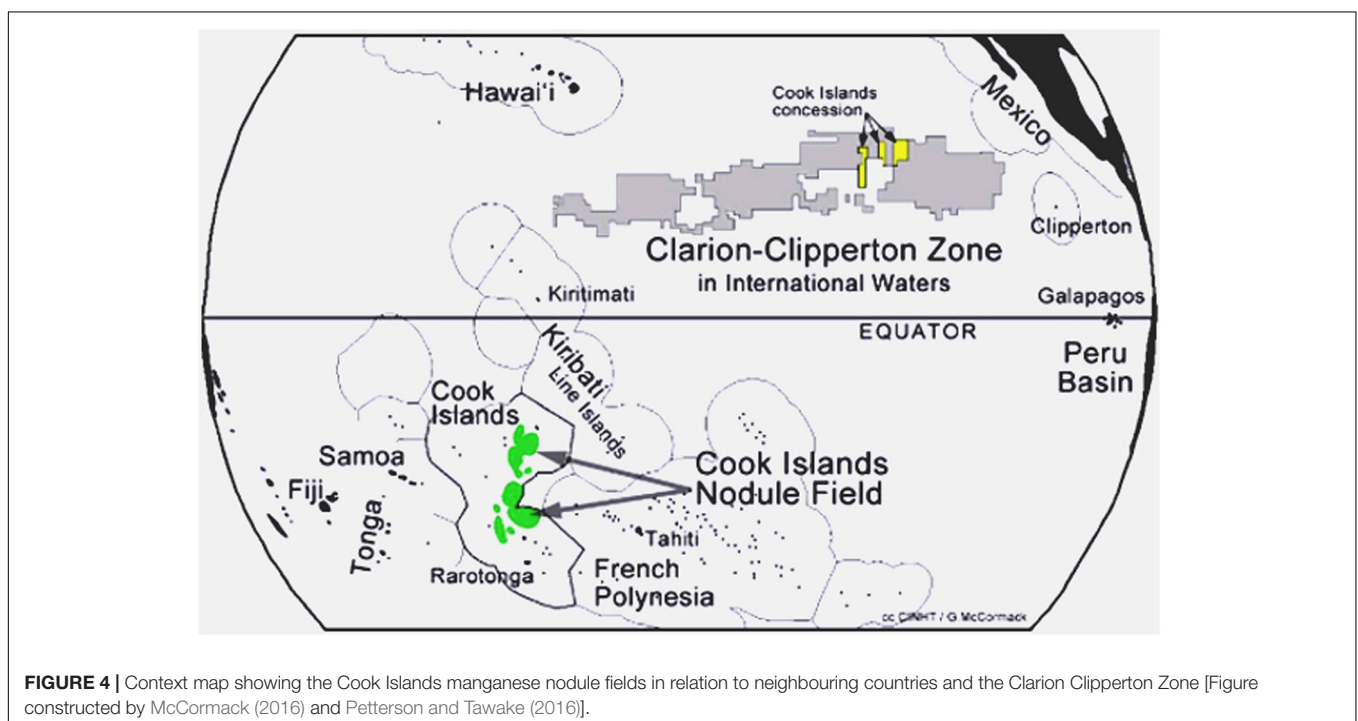 Hawai'i
Cook Islands
concession
Mexico
Clipperton
Clarion-Clipperton Zone
in International Waters
Kiritimati
Galapagos
EQUATOR
Peru
Basin
Kiribati
Line Islands
Cook
Islands
Samoa
Fiji
Tonga
Cook Islands
Nodule Field
Tahiti
Rarotonga
French
Polynesia
cc CINHT / G McCormack
FIGURE 4 | Context map showing the Cook Islands manganese nodule fields in relation to neighbouring countries and the Clarion Clipperton Zone [Figure
constructed by McCormack (2016) and Petterson and Tawake (2016)].